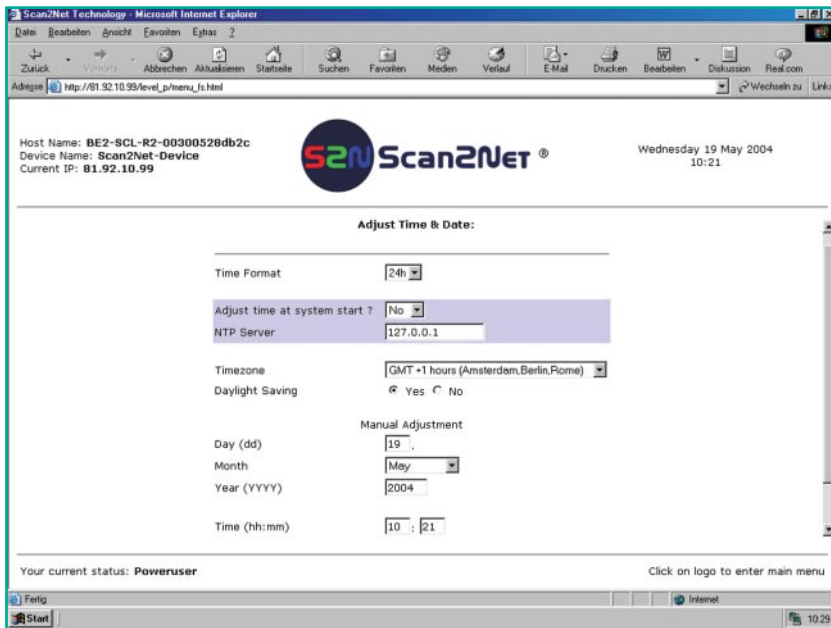 Scan2Net Technology - Microsoft Internet Explorer
Datei Bearbeiten Ansicht Favoriten Extras ?
Zurück Vorwärts Abbrechen Aktualisieren Startseite Suchen Favoriten Medien Verlauf E-Mail Drucken Bearbeiten Diskussion Real.com
Adresse http://81.92.10.99/level_p/menu_fs.html Wechseln zu Links
Host Name: BE2-SCL-R2-00300528db2c
Device Name: Scan2Net-Device
Current IP: 81.92.10.99
S2N Scan2Net ®
Wednesday 19 May 2004
10:21
Adjust Time & Date:
Time Format 24h
Adjust time at system start ? No
NTP Server 127.0.0.1
Timezone GMT +1 hours (Amsterdam,Berlin,Rome)
Daylight Saving Yes No
Manual Adjustment
Day (dd) 19 .
Month May
Year (YYYY) 2004
Time (hh:mm) 10 : 21
Your current status: Poweruser
Click on logo to enter main menu
Fertig Internet
Start 10:29